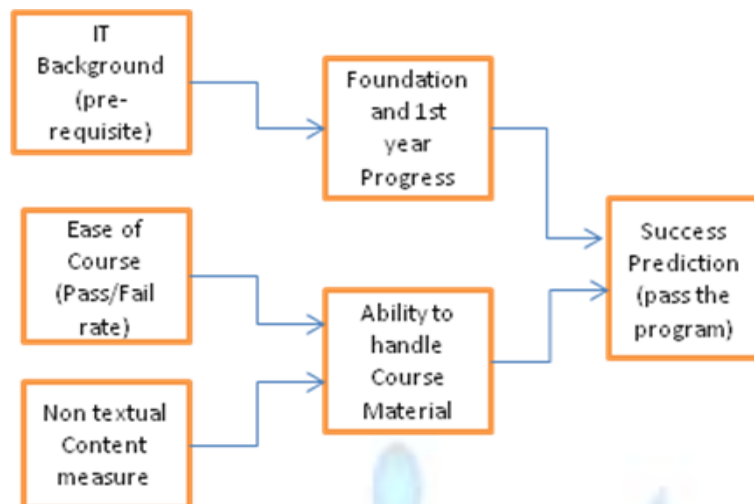 IT
Background
(pre-
requisite)
Foundation
and 1st
year
Progress
Ease of
Course
(Pass/Fail
rate)
Success
Prediction
(pass the
program)
Ability to
handle
Course
Material
Non textual
Content
measure